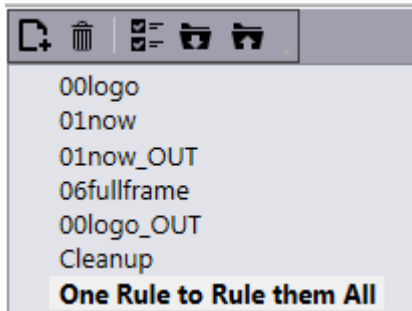 00logo
01now
01now_OUT
06fullframe
00logo_OUT
Cleanup
One Rule to Rule them All